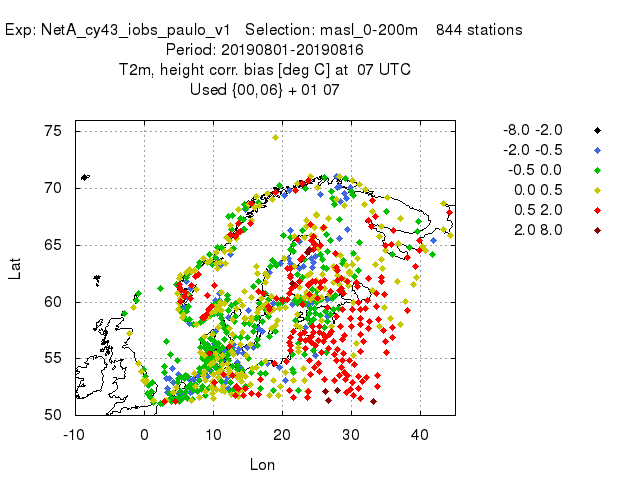 Exp: NetA_cy43_iobs_paulo_v1 Selection: masl_0-200m 844 stations
Period: 20190801-20190816
T2m, height corr. bias [deg C] at 07 UTC
Used {00,06} + 01 07
-8.0 -2.0
-2.0 -0.5
-0.5 0.0
0.0 0.5
0.5 2.0
2.0 8.0
75
70
65
60
55
50
Lat
-10 0 10 20 30 40
Lon